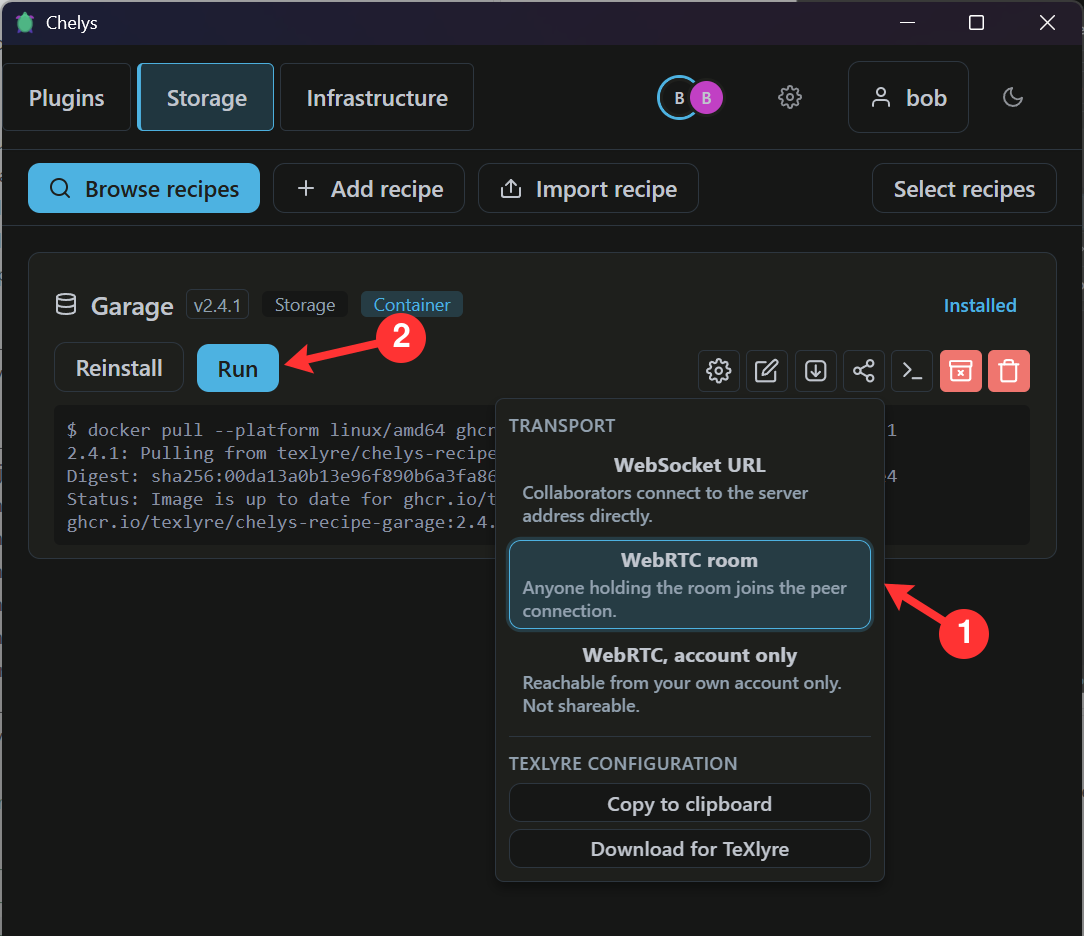 Chelys
Plugins
Storage
Infrastructure
B
B
bob
Browse recipes
Add recipe
Import recipe
Select recipes
Garage
v2.4.1
Storage
Container
Installed
2
Reinstall
Run
$ docker pull --platform linux/amd64 ghcr
1
2.4.1: Pulling from texlyre/chelys-recipe
Digest: sha256:00da13a0b13e96f890b6a3fa86
4
Status: Image is up to date for ghcr.io/t
ghcr.io/texlyre/chelys-recipe-garage:2.4.
TRANSPORT
WebSocket URL
Collaborators connect to the server
address directly.
WebRTC room
Anyone holding the room joins the peer
connection.
1
WebRTC, account only
Reachable from your own account only.
Not shareable.
TEXLYRE CONFIGURATION
Copy to clipboard
Download for TeXlyre